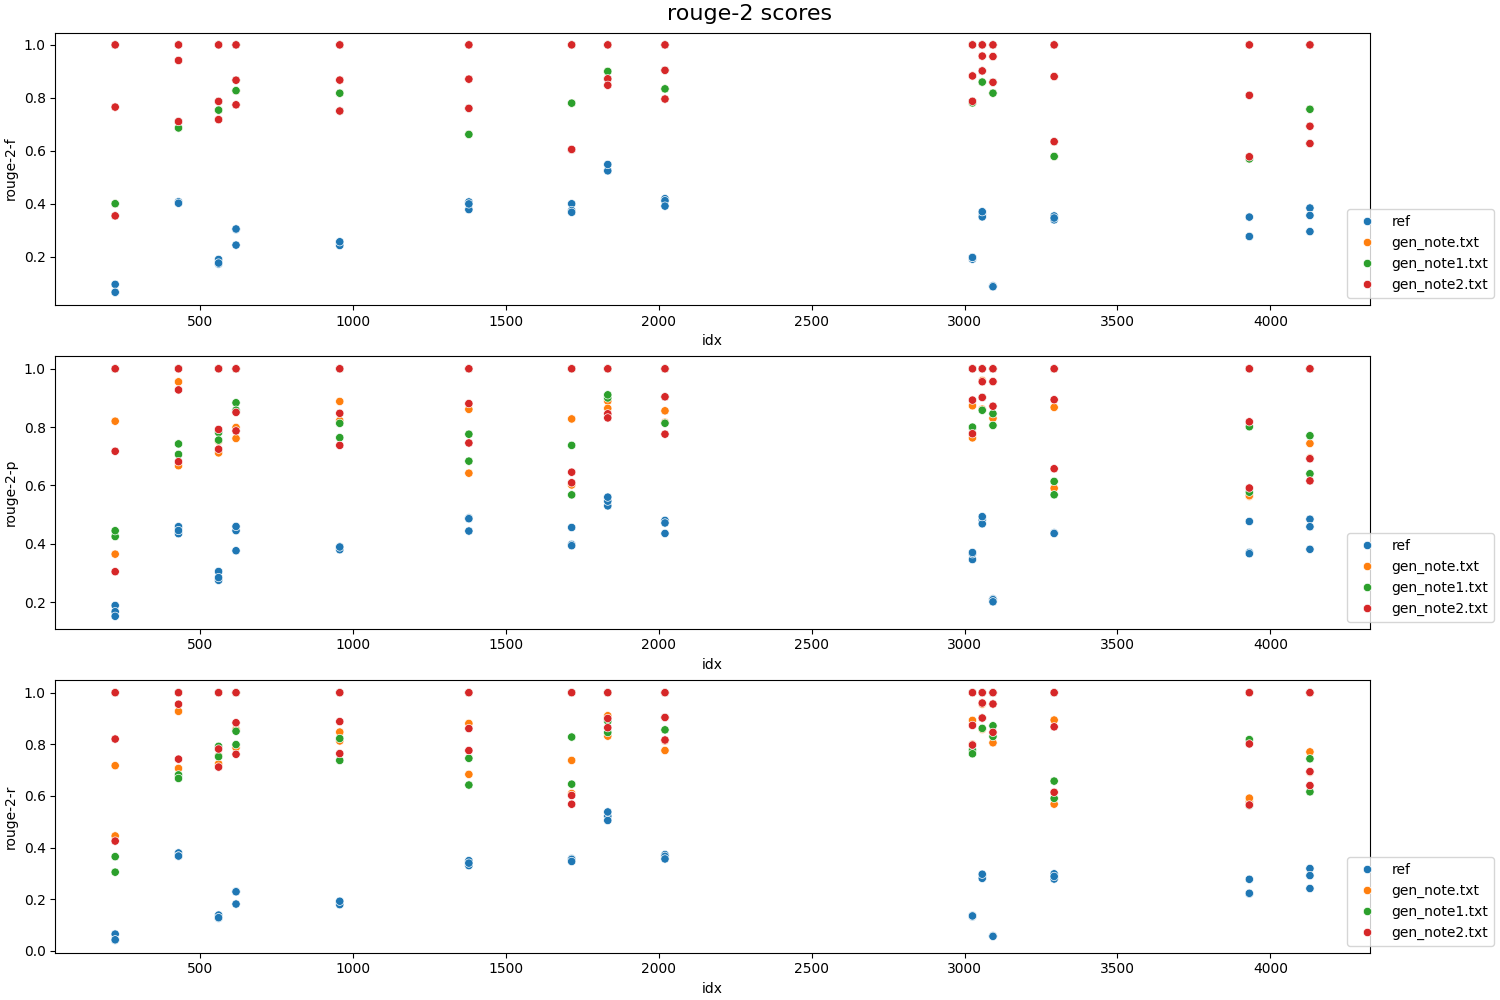 rouge-2 scores
1.0
0.8
0.6
0.4
0.2
rouge-2-f
500 1000 1500 2000 2500 3000 3500 4000
idx
ref
gen_note.txt
gen_note1.txt
gen_note2.txt
1.0
0.8
0.6
0.4
0.2
rouge-2-p
500 1000 1500 2000 2500 3000 3500 4000
idx
ref
gen_note.txt
gen_note1.txt
gen_note2.txt
1.0
0.8
0.6
0.4
0.2
0.0
rouge-2-r
500 1000 1500 2000 2500 3000 3500 4000
idx
ref
gen_note.txt
gen_note1.txt
gen_note2.txt